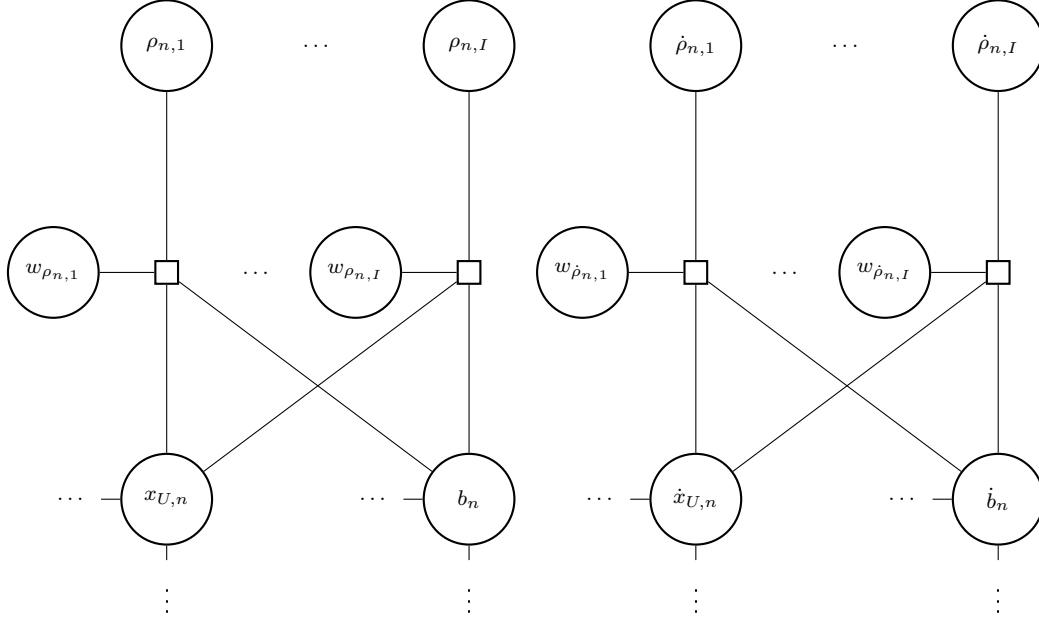 ρ_{n,1} ··· ρ_{n,I} ρ̇_{n,1} ··· ρ̇_{n,I}
w_{ρ_{n,1}} ··· w_{ρ_{n,I}} w_{ρ̇_{n,1}} ··· w_{ρ̇_{n,I}}
··· x_{U,n} ··· b_n ··· ẋ_{U,n} ··· ḃ_n
⋮ ⋮ ⋮ ⋮